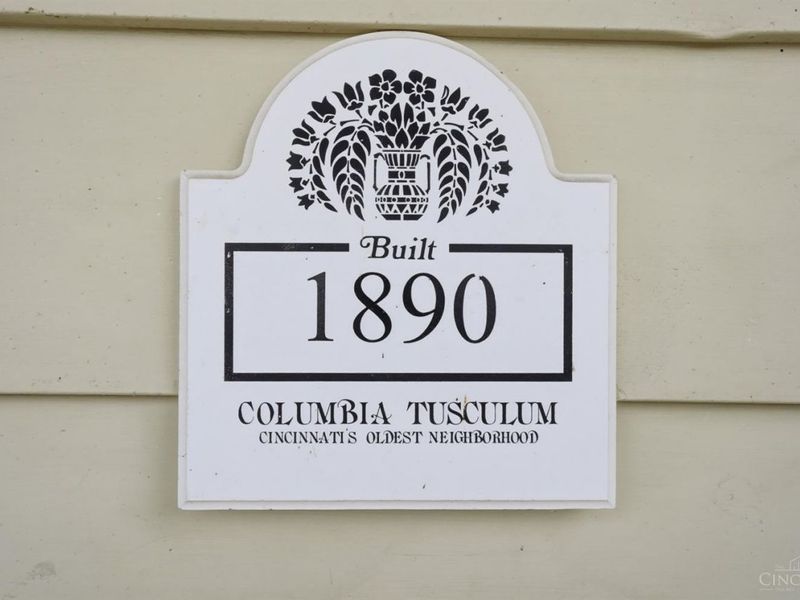 Built
1890
COLUMBIA TUSCULUM
CINCINNATI'S OLDEST NEIGHBORHOOD